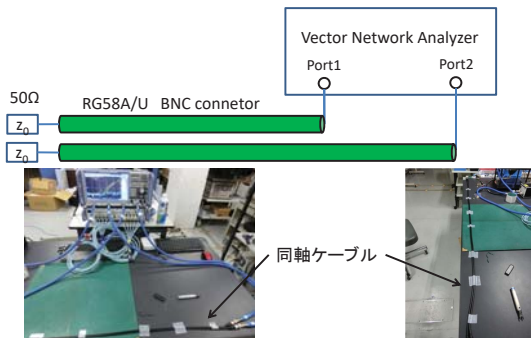 Vector Network Analyzer
Port1
Port2
50Ω
RG58A/U BNC connetor
z0
z0
同軸ケーブル